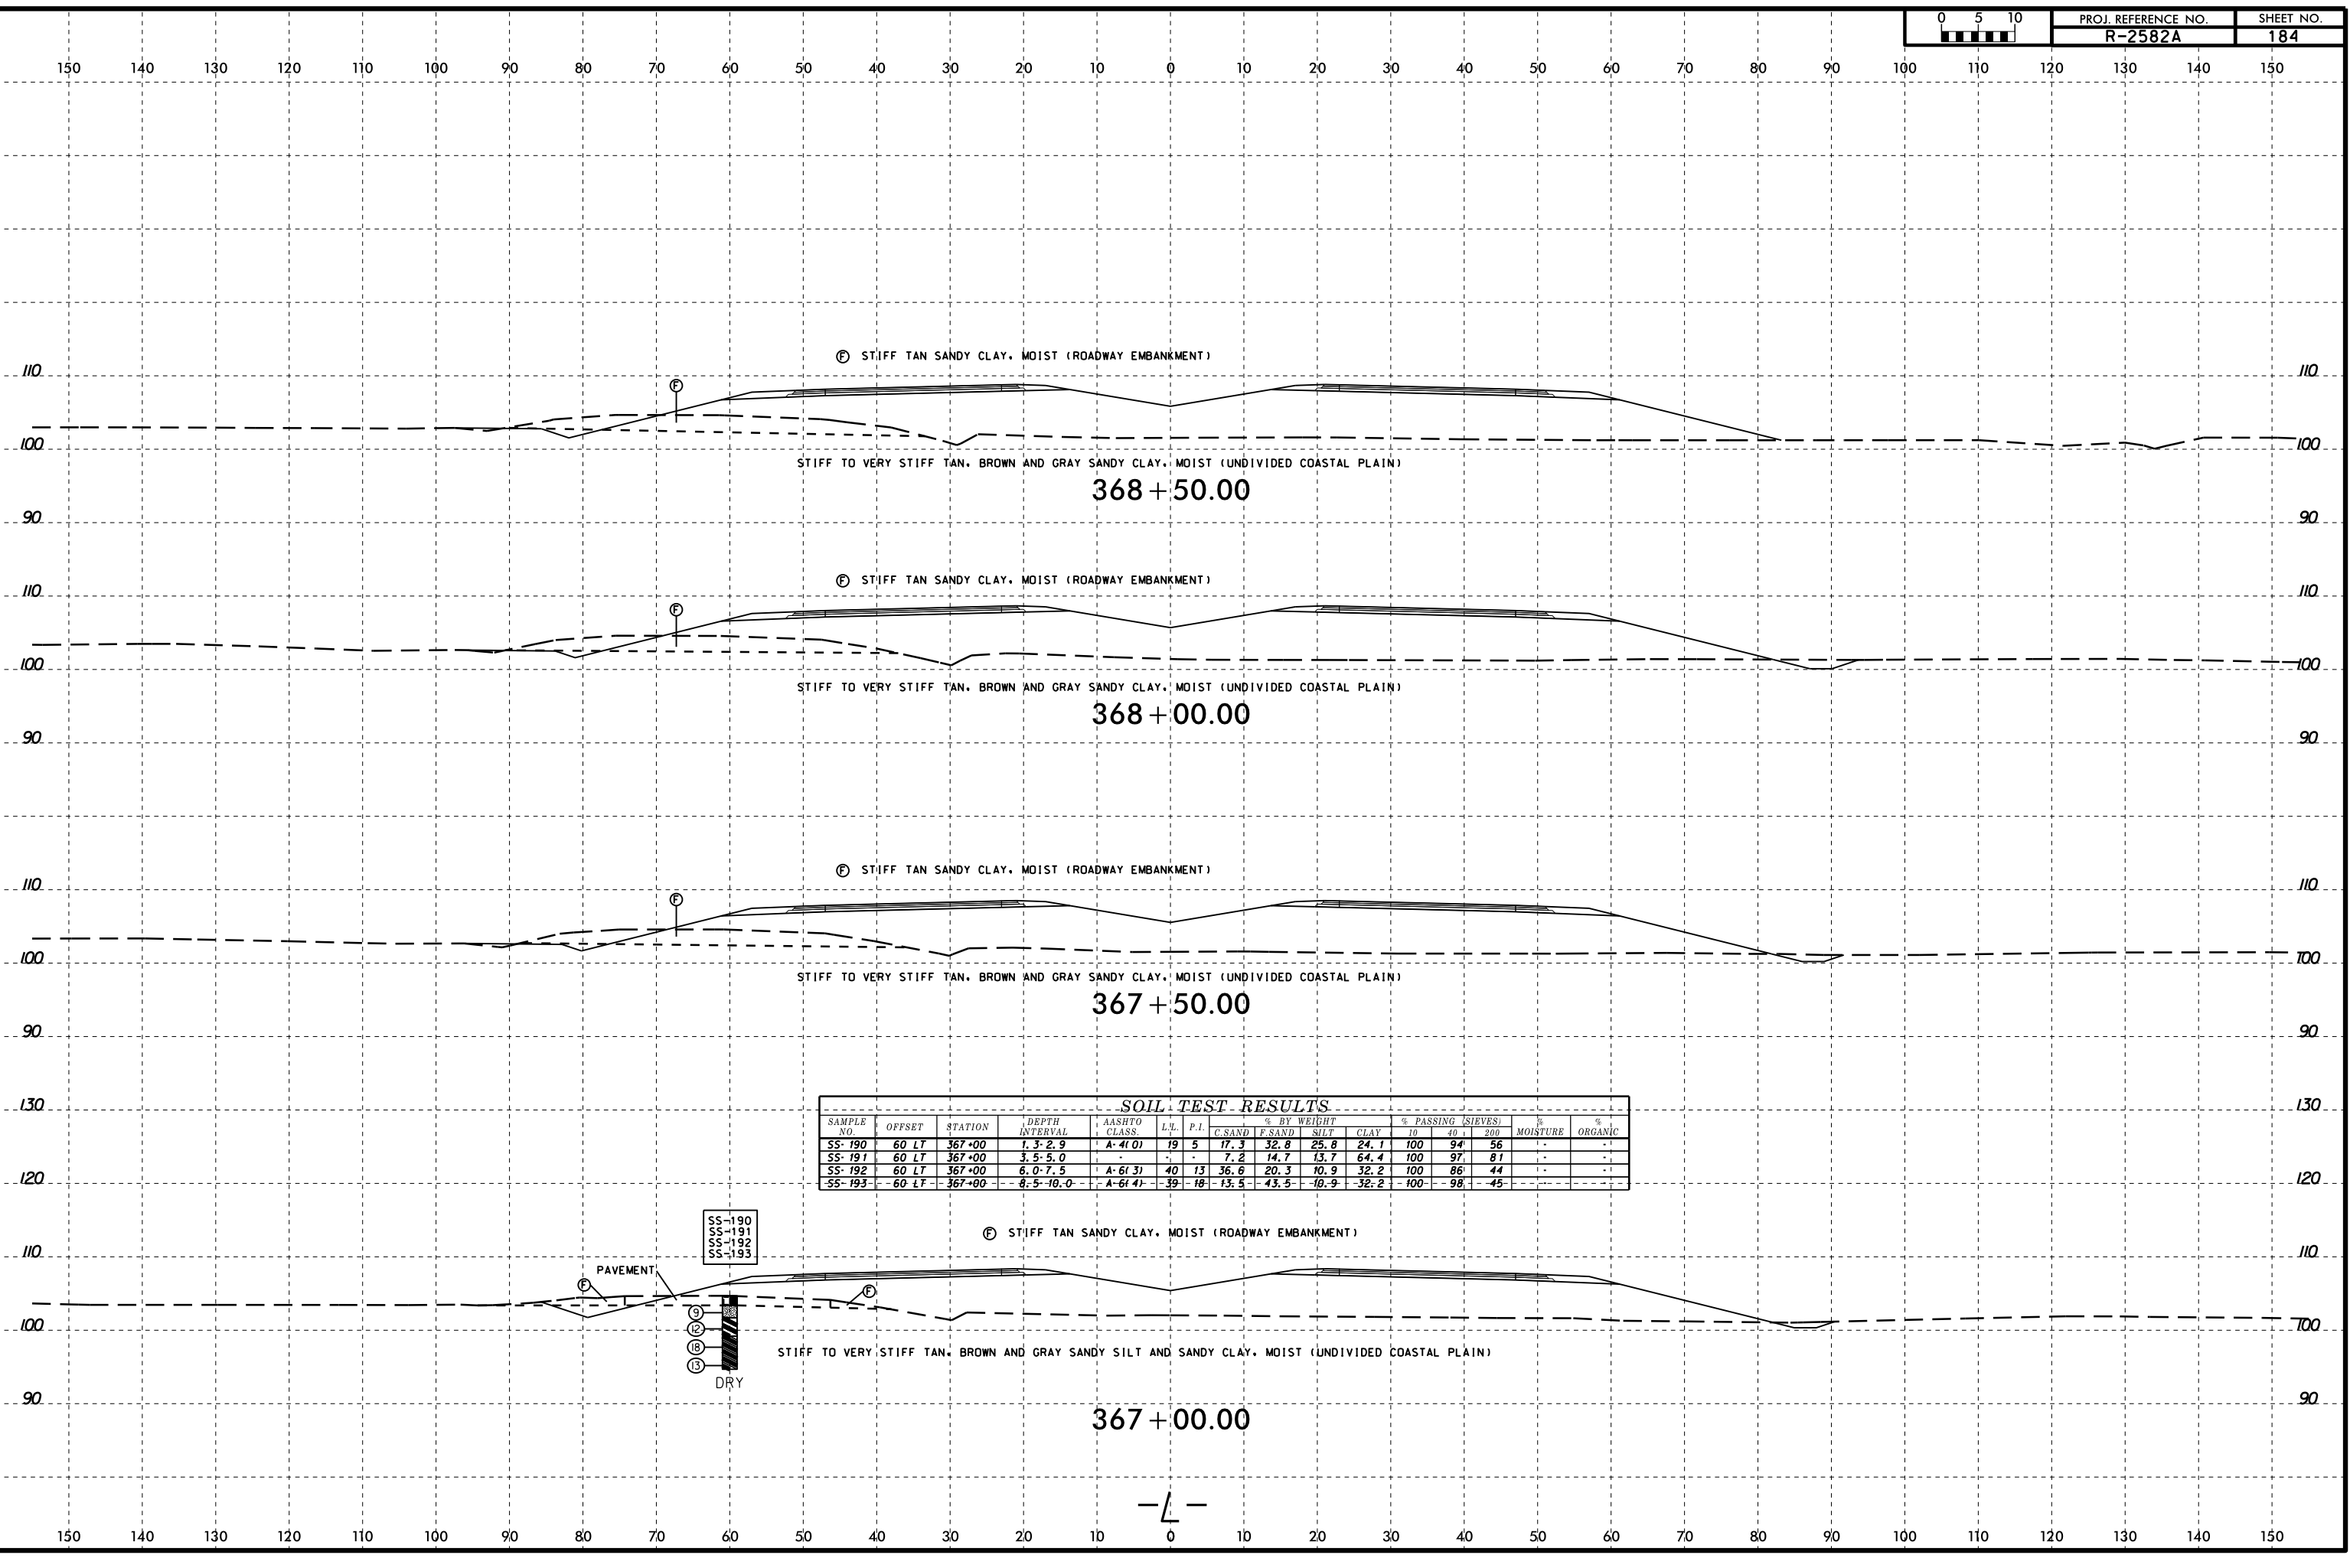 0 5 10 PROJ. REFERENCE NO. SHEET NO.
R-2582A 184
150 140 130 120 110 100 90 80 70 60 50 40 30 20 10 0 10 20 30 40 50 60 70 80 90 100 110 120 130 140 150
F STIFF TAN SANDY CLAY, MOIST (ROADWAY EMBANKMENT)
110 110
F
100 100
STIFF TO VERY STIFF TAN, BROWN AND GRAY SANDY CLAY, MOIST (UNDIVIDED COASTAL PLAIN)
368+50.00
90 90
F STIFF TAN SANDY CLAY, MOIST (ROADWAY EMBANKMENT)
110 110
F
100 100
STIFF TO VERY STIFF TAN, BROWN AND GRAY SANDY CLAY, MOIST (UNDIVIDED COASTAL PLAIN)
368+00.00
90 90
F STIFF TAN SANDY CLAY, MOIST (ROADWAY EMBANKMENT)
110 110
F
100 100
STIFF TO VERY STIFF TAN, BROWN AND GRAY SANDY CLAY, MOIST (UNDIVIDED COASTAL PLAIN)
367+50.00
90 90
130 130
SOIL TEST RESULTS
SAMPLE NO. OFFSET STATION DEPTH INTERVAL AASHTO CLASS. L.L. P.I. % BY WEIGHT % PASSING (SIEVES) % MOISTURE % ORGANIC
C.SAND F.SAND SILT CLAY 10 40 200
SS-190 60 LT 367+00 1.3-2.9 A-4(0) 19 5 17.3 32.8 25.8 24.1 100 94 56 - -
SS-191 60 LT 367+00 3.5-5.0 - - - 7.2 14.7 13.7 64.4 100 97 81 - -
SS-192 60 LT 367+00 6.0-7.5 A-6(3) 40 13 36.6 20.3 10.9 32.2 100 86 44 - -
SS-193 60 LT 367+00 8.5-10.0 A-6(4) 39 18 13.5 43.5 10.9 32.2 100 98 45 - -
120 120
SS-190
SS-191
SS-192
SS-193
F STIFF TAN SANDY CLAY, MOIST (ROADWAY EMBANKMENT)
110 110
PAVEMENT
F F
9
12
100 100
18
STIFF TO VERY STIFF TAN, BROWN AND GRAY SANDY SILT AND SANDY CLAY, MOIST (UNDIVIDED COASTAL PLAIN)
13
DRY
90 90
367+00.00
-L-
150 140 130 120 110 100 90 80 70 60 50 40 30 20 10 0 10 20 30 40 50 60 70 80 90 100 110 120 130 140 150